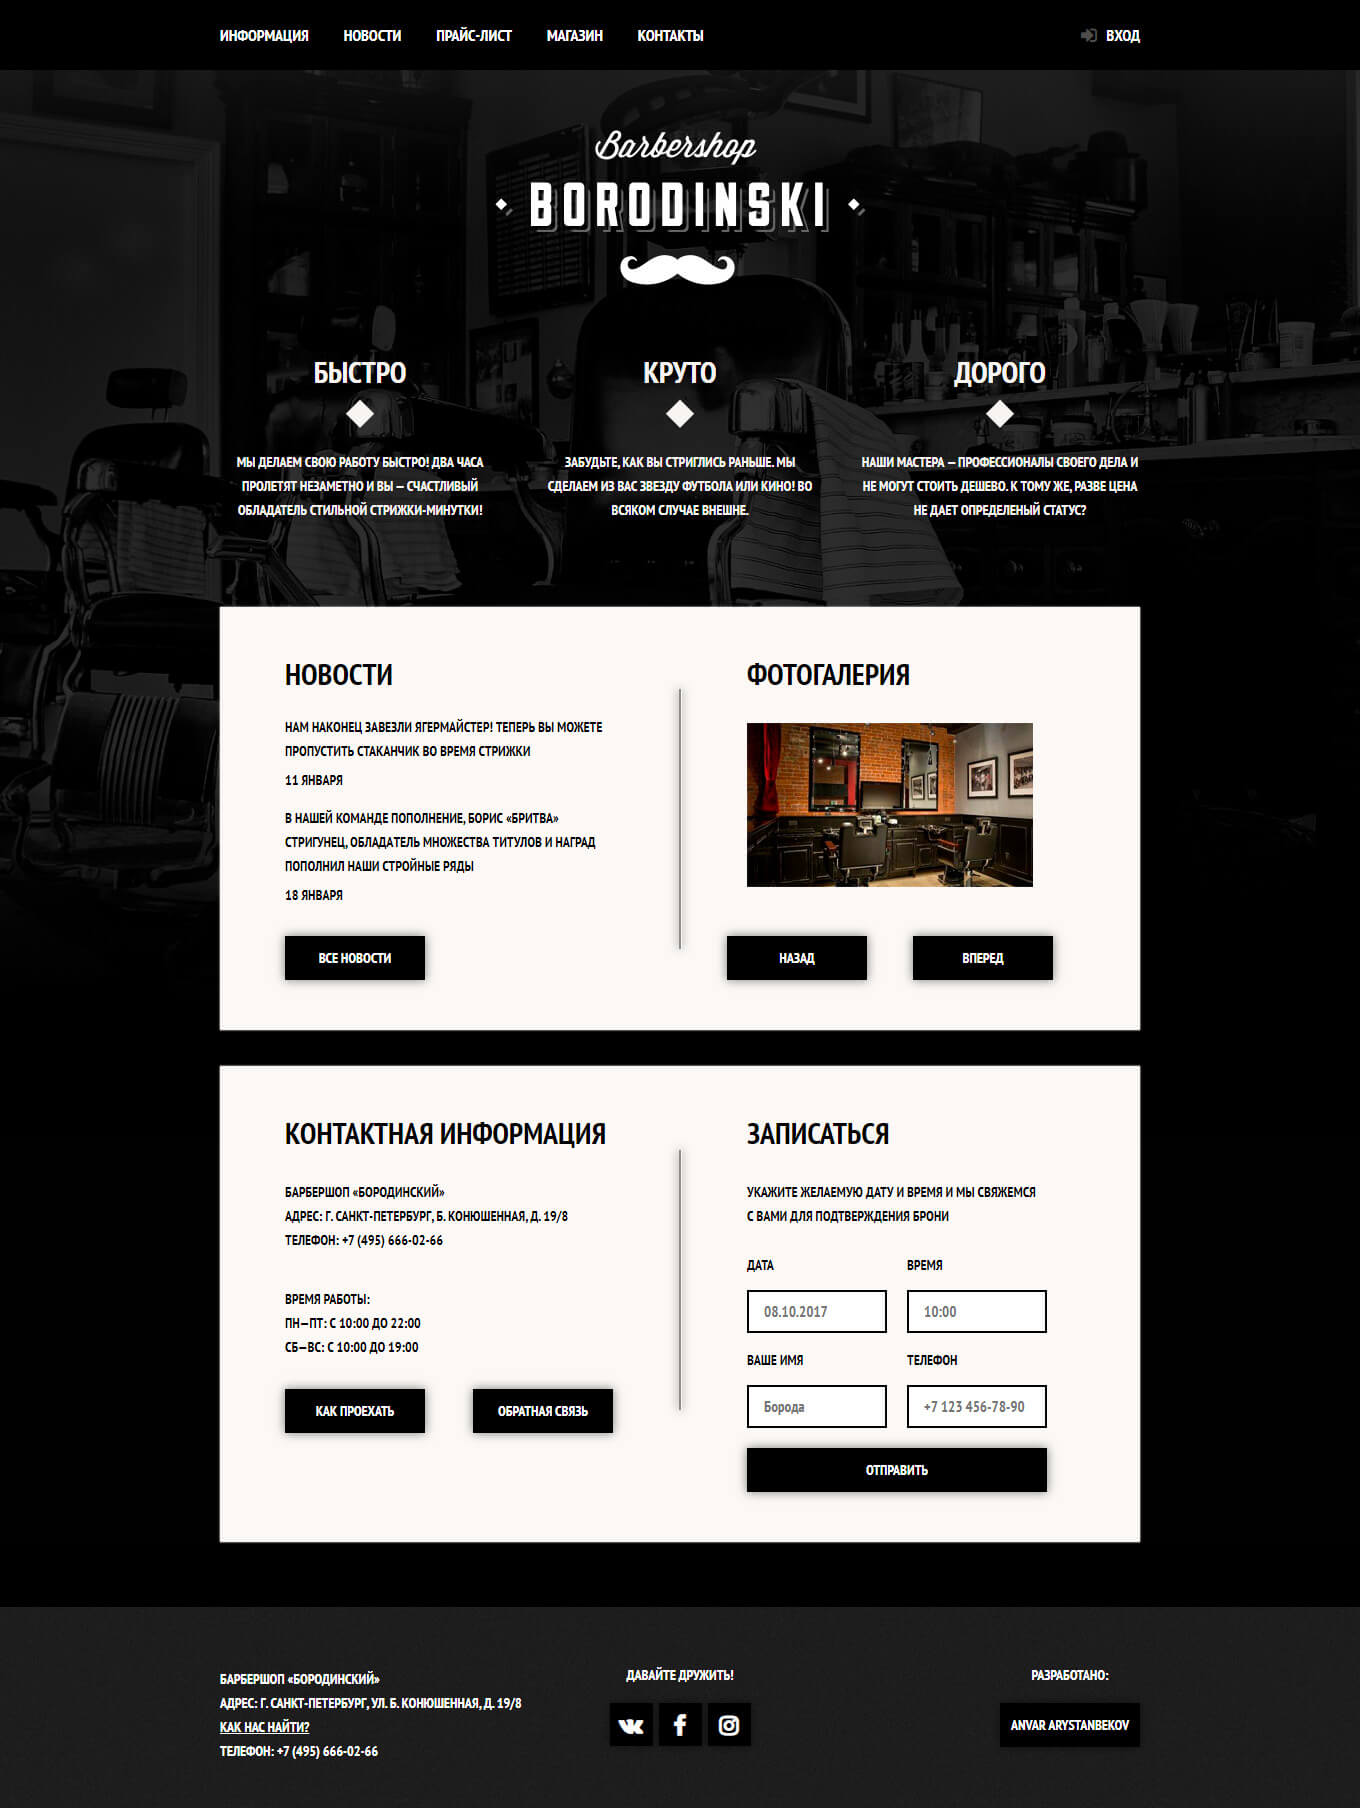 ИНФОРМАЦИЯ НОВОСТИ ПРАЙС-ЛИСТ МАГАЗИН КОНТАКТЫ ВХОД
Barbershop
BORODINSKI
БЫСТРО
МЫ ДЕЛАЕМ СВОЮ РАБОТУ БЫСТРО! ДВА ЧАСА
ПРОЛЕТЯТ НЕЗАМЕТНО И ВЫ — СЧАСТЛИВЫЙ
ОБЛАДАТЕЛЬ СТИЛЬНОЙ СТРИЖКИ-МИНУТКИ!
КРУТО
ЗАБУДЬТЕ, КАК ВЫ СТРИГЛИСЬ РАНЬШЕ. МЫ
СДЕЛАЕМ ИЗ ВАС ЗВЕЗДУ ФУТБОЛА ИЛИ КИНО! ВО
ВСЯКОМ СЛУЧАЕ ВНЕШНЕ.
ДОРОГО
НАШИ МАСТЕРА — ПРОФЕССИОНАЛЫ СВОЕГО ДЕЛА И
НЕ МОГУТ СТОИТЬ ДЕШЕВО. К ТОМУ ЖЕ, РАЗВЕ ЦЕНА
НЕ ДАЕТ ОПРЕДЕЛЕНЫЙ СТАТУС?
НОВОСТИ
НАМ НАКОНЕЦ ЗАВЕЗЛИ ЯГЕРМАЙСТЕР! ТЕПЕРЬ ВЫ МОЖЕТЕ
ПРОПУСТИТЬ СТАКАНЧИК ВО ВРЕМЯ СТРИЖКИ
11 ЯНВАРЯ
В НАШЕЙ КОМАНДЕ ПОПОЛНЕНИЕ, БОРИС «БРИТВА»
СТРИГУНЕЦ, ОБЛАДАТЕЛЬ МНОЖЕСТВА ТИТУЛОВ И НАГРАД
ПОПОЛНИЛ НАШИ СТРОЙНЫЕ РЯДЫ
18 ЯНВАРЯ
ВСЕ НОВОСТИ
ФОТОГАЛЕРИЯ
НАЗАД ВПЕРЕД
КОНТАКТНАЯ ИНФОРМАЦИЯ
БАРБЕРШОП «БОРОДИНСКИЙ»
АДРЕС: Г. САНКТ-ПЕТЕРБУРГ, Б. КОНЮШЕННАЯ, Д. 19/8
ТЕЛЕФОН: +7 (495) 666-02-66
ВРЕМЯ РАБОТЫ:
ПН—ПТ: С 10:00 ДО 22:00
СБ—ВС: С 10:00 ДО 19:00
КАК ПРОЕХАТЬ ОБРАТНАЯ СВЯЗЬ
ЗАПИСАТЬСЯ
УКАЖИТЕ ЖЕЛАЕМУЮ ДАТУ И ВРЕМЯ И МЫ СВЯЖЕМСЯ
С ВАМИ ДЛЯ ПОДТВЕРЖДЕНИЯ БРОНИ
ДАТА ВРЕМЯ
08.10.2017 10:00
ВАШЕ ИМЯ ТЕЛЕФОН
Борода +7 123 456-78-90
ОТПРАВИТЬ
БАРБЕРШОП «БОРОДИНСКИЙ»
АДРЕС: Г. САНКТ-ПЕТЕРБУРГ, УЛ. Б. КОНЮШЕННАЯ, Д. 19/8
КАК НАС НАЙТИ?
ТЕЛЕФОН: +7 (495) 666-02-66
ДАВАЙТЕ ДРУЖИТЬ!
РАЗРАБОТАНО:
ANVAR ARYSTANBEKOV